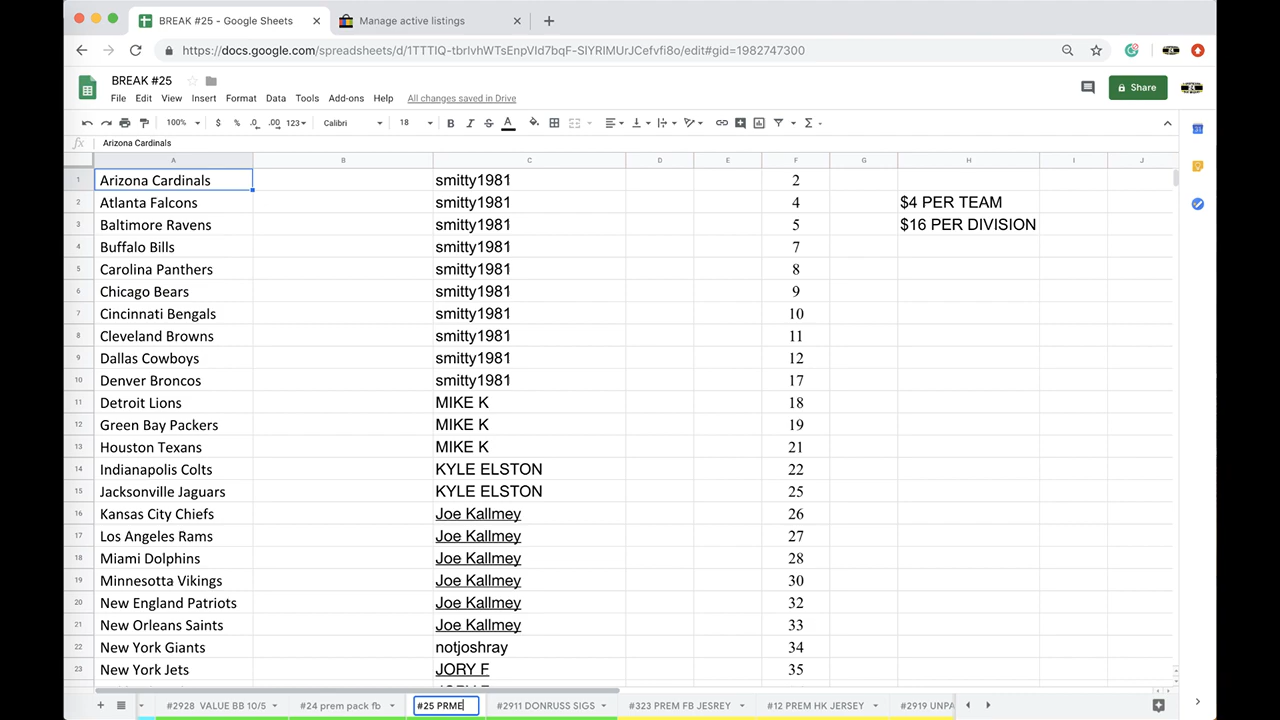 BREAK #25 - Google Sheets × Manage active listings × +
https://docs.google.com/spreadsheets/d/1TTTIQ-tbrIvhWTsEnpVId7bqF-SIYRIMUrJCefvfi8o/edit#gid=1982747300
BREAK #25
File Edit View Insert Format Data Tools Add-ons Help All changes saved in Drive Share
100% $ % .0 .00 123 Calibri 18 B I S A
fx Arizona Cardinals
A B C D E F G H I J
1 Arizona Cardinals smitty1981 2
2 Atlanta Falcons smitty1981 4 $4 PER TEAM
3 Baltimore Ravens smitty1981 5 $16 PER DIVISION
4 Buffalo Bills smitty1981 7
5 Carolina Panthers smitty1981 8
6 Chicago Bears smitty1981 9
7 Cincinnati Bengals smitty1981 10
8 Cleveland Browns smitty1981 11
9 Dallas Cowboys smitty1981 12
10 Denver Broncos smitty1981 17
11 Detroit Lions MIKE K 18
12 Green Bay Packers MIKE K 19
13 Houston Texans MIKE K 21
14 Indianapolis Colts KYLE ELSTON 22
15 Jacksonville Jaguars KYLE ELSTON 25
16 Kansas City Chiefs Joe Kallmey 26
17 Los Angeles Rams Joe Kallmey 27
18 Miami Dolphins Joe Kallmey 28
19 Minnesota Vikings Joe Kallmey 30
20 New England Patriots Joe Kallmey 32
21 New Orleans Saints Joe Kallmey 33
22 New York Giants notjoshray 34
23 New York Jets JORY F 35
#2928 VALUE BB 10/5 #24 prem pack fb #25 PRME #2911 DONRUSS SIGS #323 PREM FB JESREY #12 PREM HK JERSEY #2919 UNPA